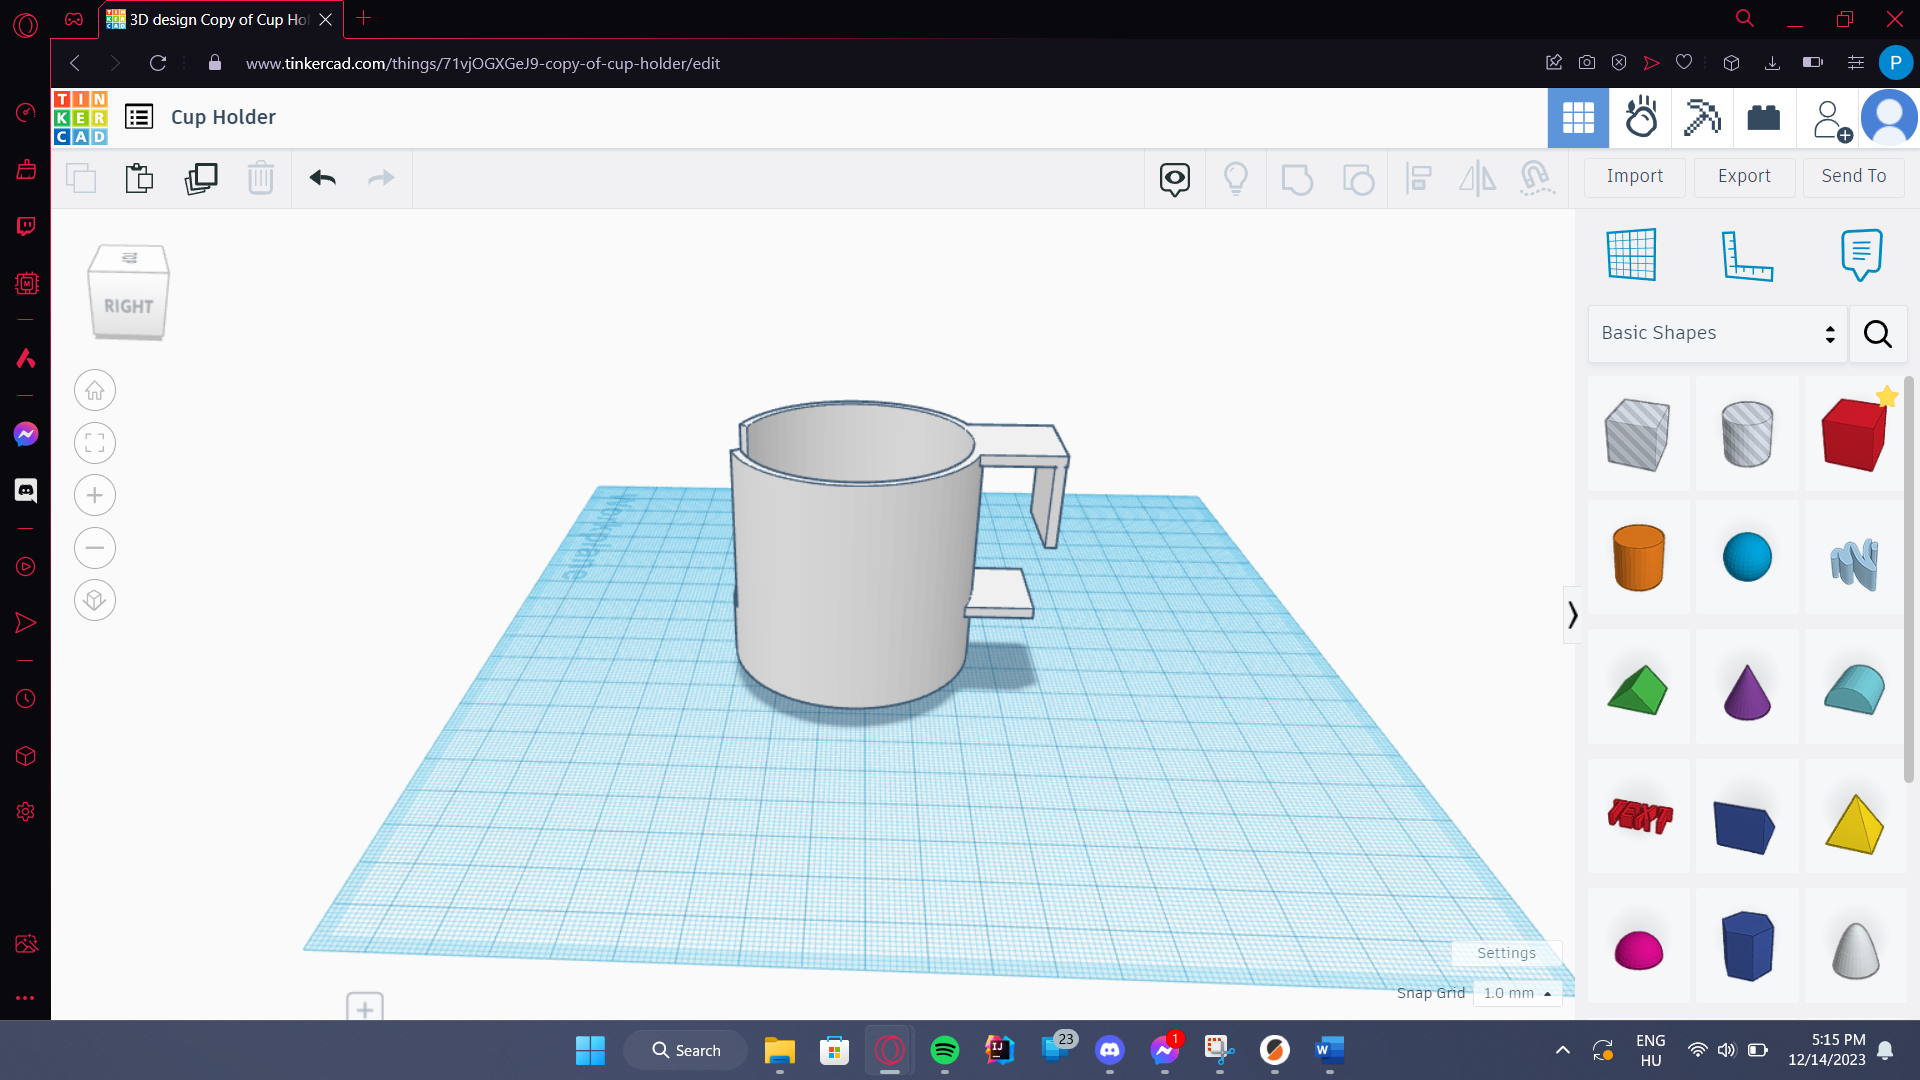 3D design Copy of Cup Ho
www.tinkercad.com/things/71vjOGXGeJ9-copy-of-cup-holder/edit
P
TIN
KER
CAD
Cup Holder
Import
Export
Send To
RIGHT
Basic Shapes
Workplane
TEXT
Settings
Snap Grid
1.0 mm
Search
IJ
23
1
W
ENG
HU
5:15 PM
12/14/2023